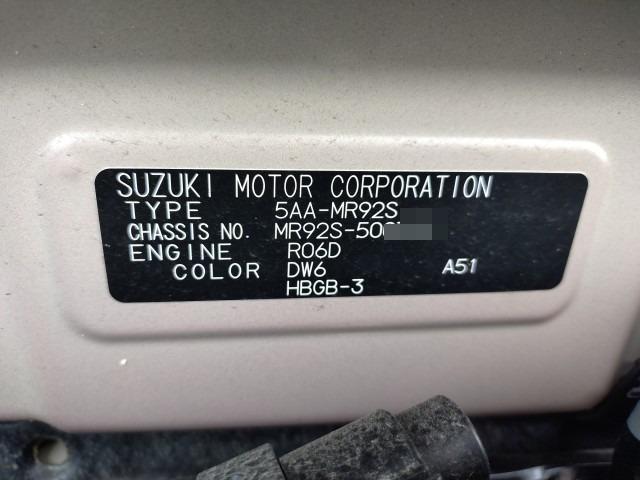 SUZUKI MOTOR CORPORATION
TYPE 5AA-MR92S
CHASSIS NO. MR92S-50
ENGINE R06D
COLOR DW6 A51
HBGB-3